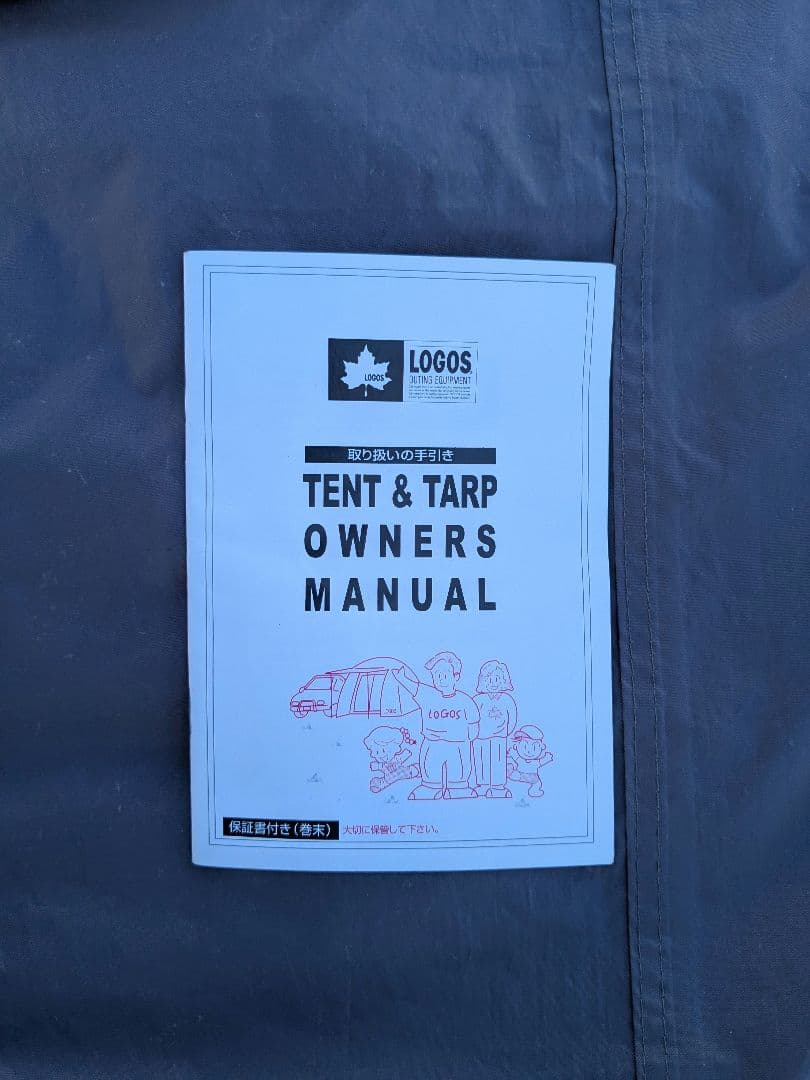 LOGOS
LOGOS
OUTING EQUIPMENT
取り扱いの手引き
TENT & TARP
OWNERS
MANUAL
LOGOS
保証書付き(巻末)
大切に保管して下さい。